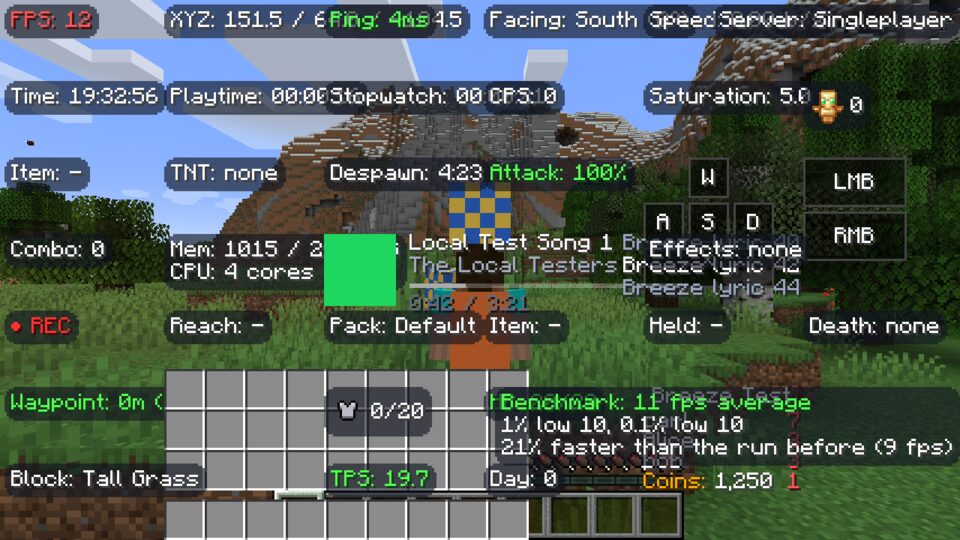 FPS: 12
XYZ: 151.5 / 6
Ping: 4ms
4.5
Facing: South
Speed
Server: Singleplayer
Time: 19:32:56
Playtime: 00:00
Stopwatch: 00
CPS:
0
Saturation: 5.0
0
Item: -
TNT: none
Despawn: 4:23
Attack: 100%
W
LMB
A
S
D
RMB
Combo: 0
Mem: 1015 / 2
CPU: 4 cores
Local Test Song 1
The Local Testers
0:42 / 3:21
Effects: none
Breeze lyric 42
Breeze lyric 44
● REC
Reach: -
Pack: Default
Item: -
Held: -
Death: none
Waypoint: 0m (
0/20
Breeze Test
Benchmark: 11 fps average
1% low 10, 0.1% low 10
21% faster than the run before (9 fps)
Block: Tall Grass
TPS: 19.7
Day: 0
Coins: 1,250
1